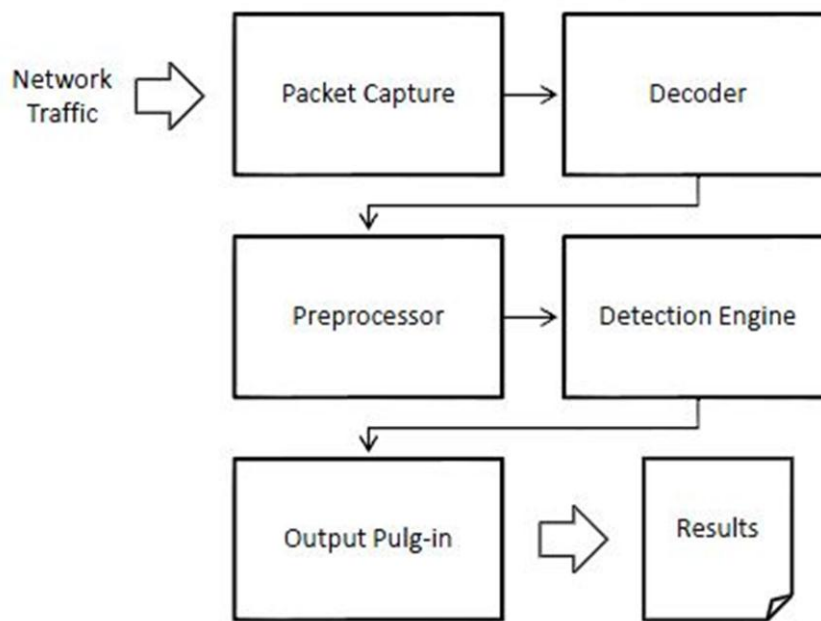 Network
Traffic
Packet Capture
Decoder
Preprocessor
Detection Engine
Output Pulg-in
Results